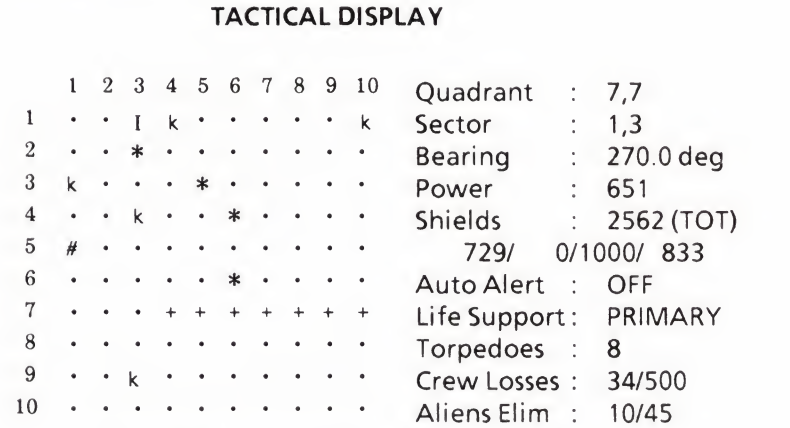 TACTICAL DISPLAY
1 2 3 4 5 6 7 8 9 10 Quadrant : 7,7
1 · · I k · · · · · k Sector : 1,3
2 · · * · · · · · · · Bearing : 270.0 deg
3 k · · · * · · · · · Power : 651
4 · · k · · * · · · · Shields : 2562 (TOT)
5 # · · · · · · · · · 729/ 0/1000/ 833
6 · · · · · * · · · · Auto Alert : OFF
7 · · · + + + + + + + Life Support : PRIMARY
8 · · · · · · · · · · Torpedoes : 8
9 · · k · · · · · · · Crew Losses : 34/500
10 · · · · · · · · · · Aliens Elim : 10/45